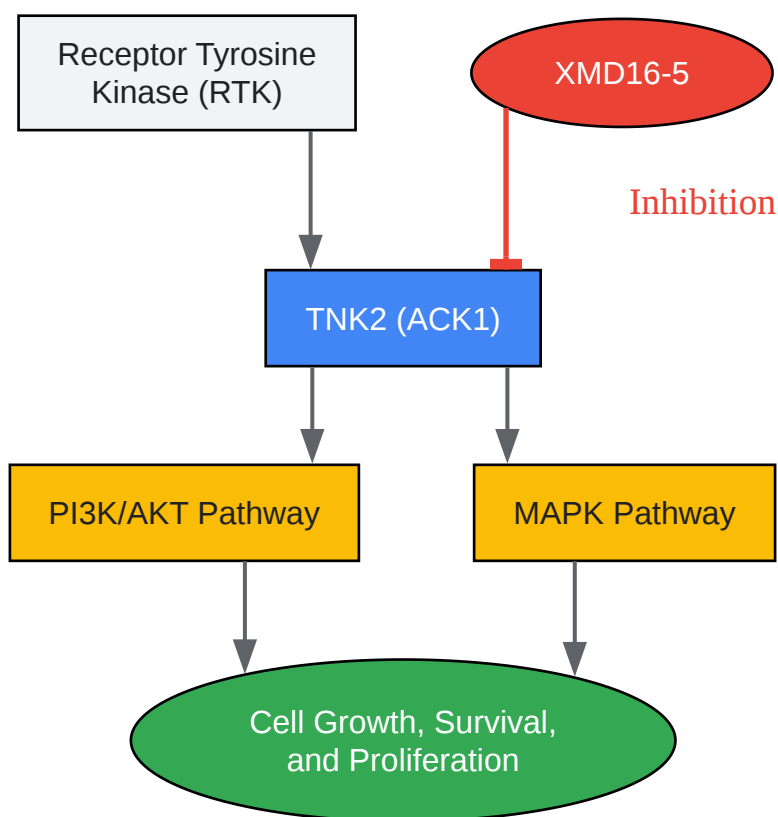 Receptor Tyrosine
Kinase (RTK)
XMD16-5
Inhibition
TNK2 (ACK1)
PI3K/AKT Pathway
MAPK Pathway
Cell Growth, Survival,
and Proliferation